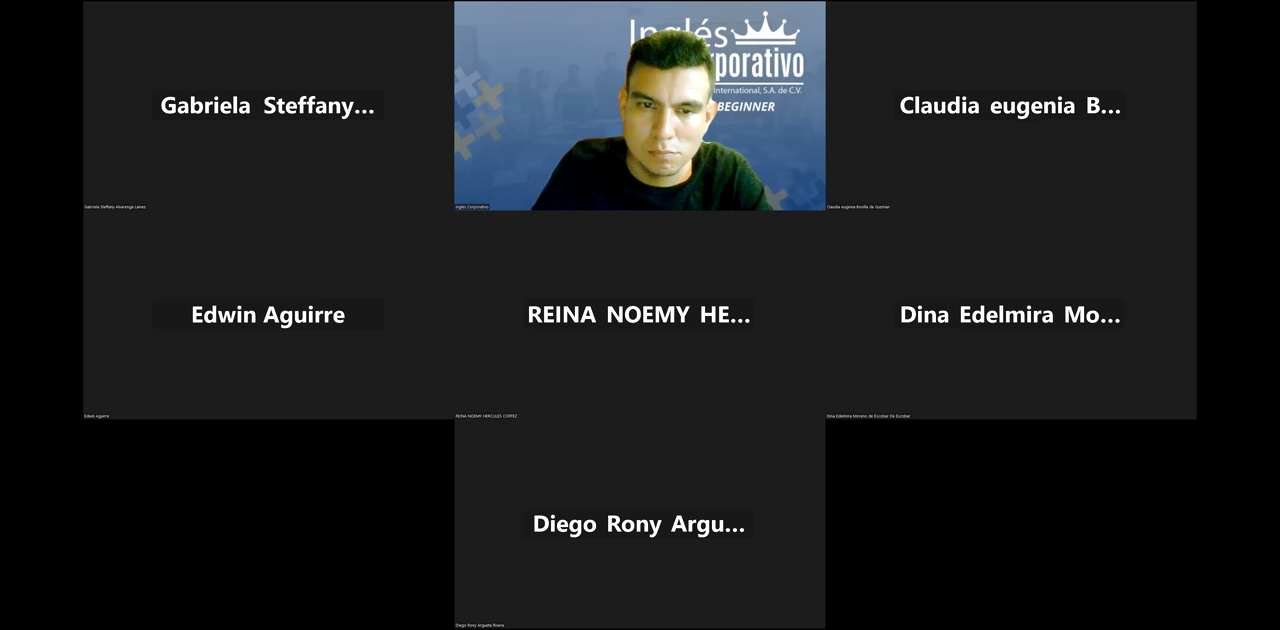 Gabriela Steffany...
Gabriela Steffany Alvarenga Lainez
Inglés
porativo
International, S.A. de C.V.
BEGINNER
Ingles Corporativo
Claudia eugenia B...
Claudia eugenia Bonilla de Guzman
Edwin Aguirre
Edwin Aguirre
REINA NOEMY HE...
REINA NOEMY HERCULES CORTEZ
Dina Edelmira Mo...
Dina Edelmira Moreno de Escobar De Escobar
Diego Rony Argu...
Diego Rony Argueta Rivera